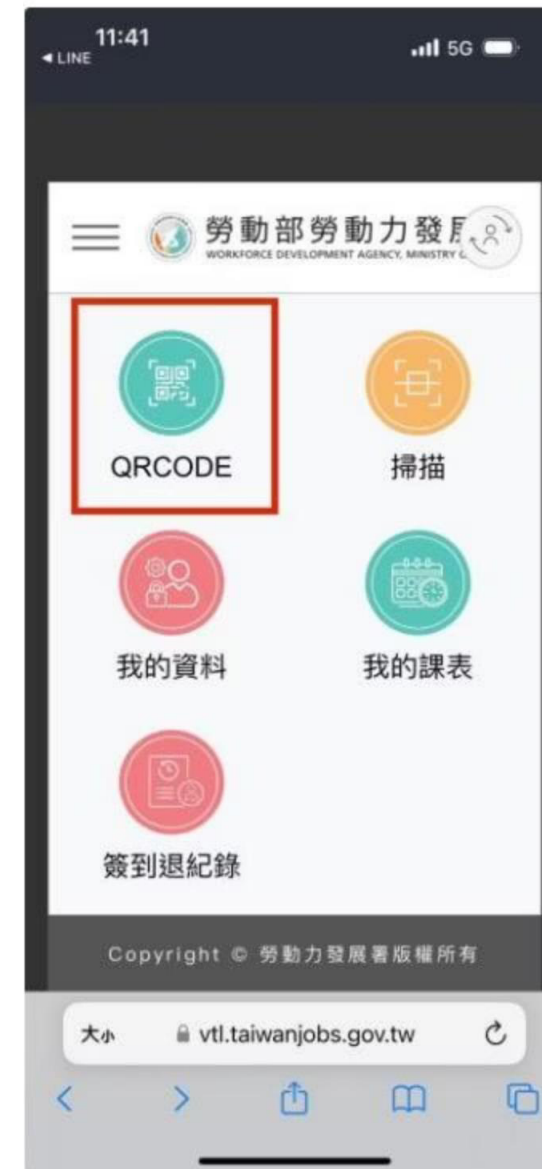 11:41
◀ LINE
5G
勞動部勞動力發展
WORKFORCE DEVELOPMENT AGENCY, MINISTRY
QRCODE
掃描
我的資料
我的課表
簽到退紀錄
Copyright © 勞動力發展署版權所有
大小
vtl.taiwanjobs.gov.tw